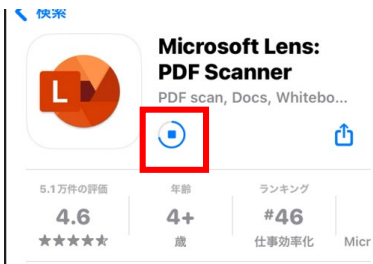 検索
Microsoft Lens:
PDF Scanner
PDF scan, Docs, Whitebo...
L
5.1万件の評価
4.6
★★★★★
年齢
4+
歳
ランキング
#46
仕事効率化
Micr